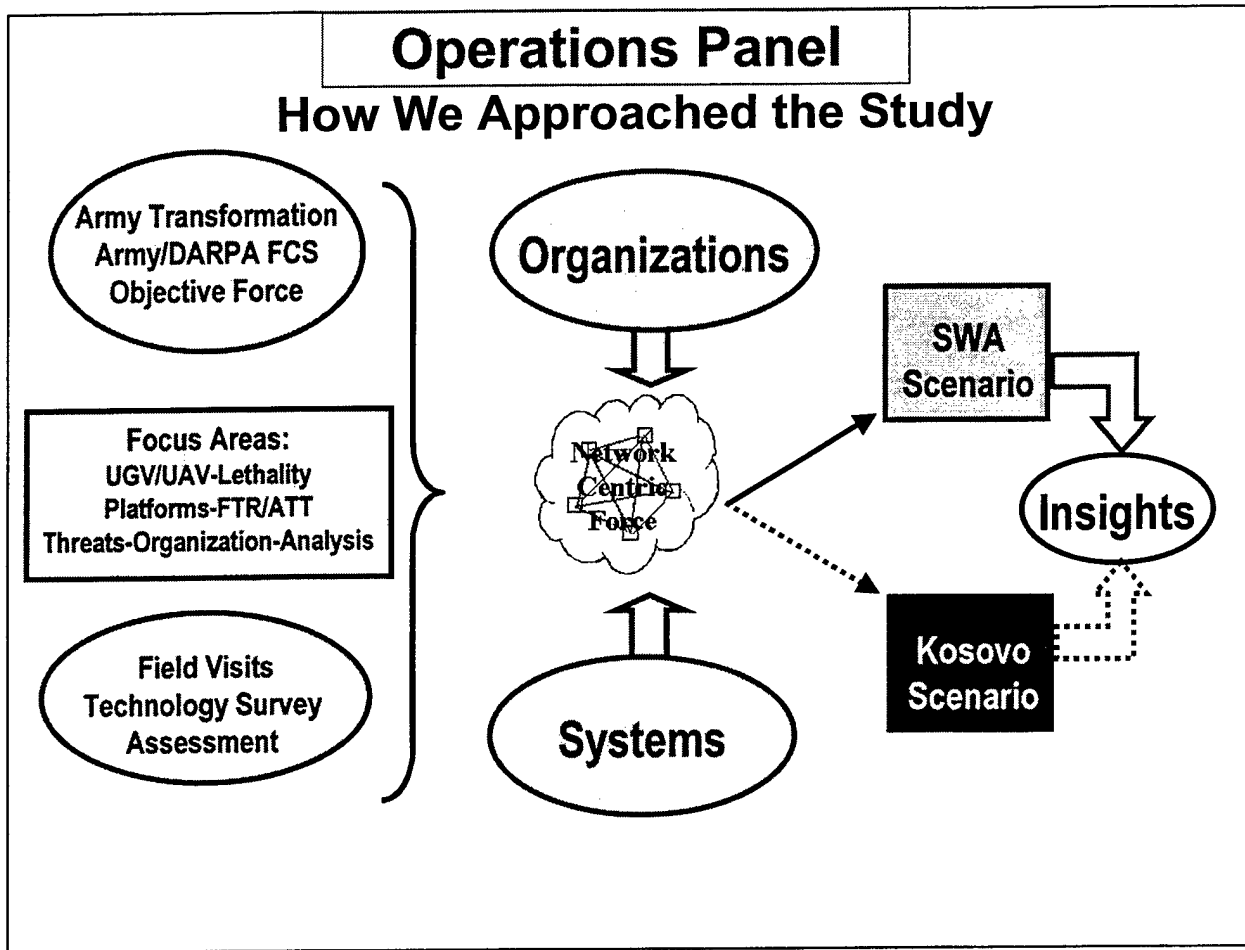 Operations Panel
How We Approached the Study
Army Transformation
Army/DARPA FCS
Objective Force
Focus Areas:
UGV/UAV-Lethality
Platforms-FTR/ATT
Threats-Organization-Analysis
Field Visits
Technology Survey
Assessment
Organizations
Network
Centric
Force
Systems
SWA
Scenario
Kosovo
Scenario
Insights